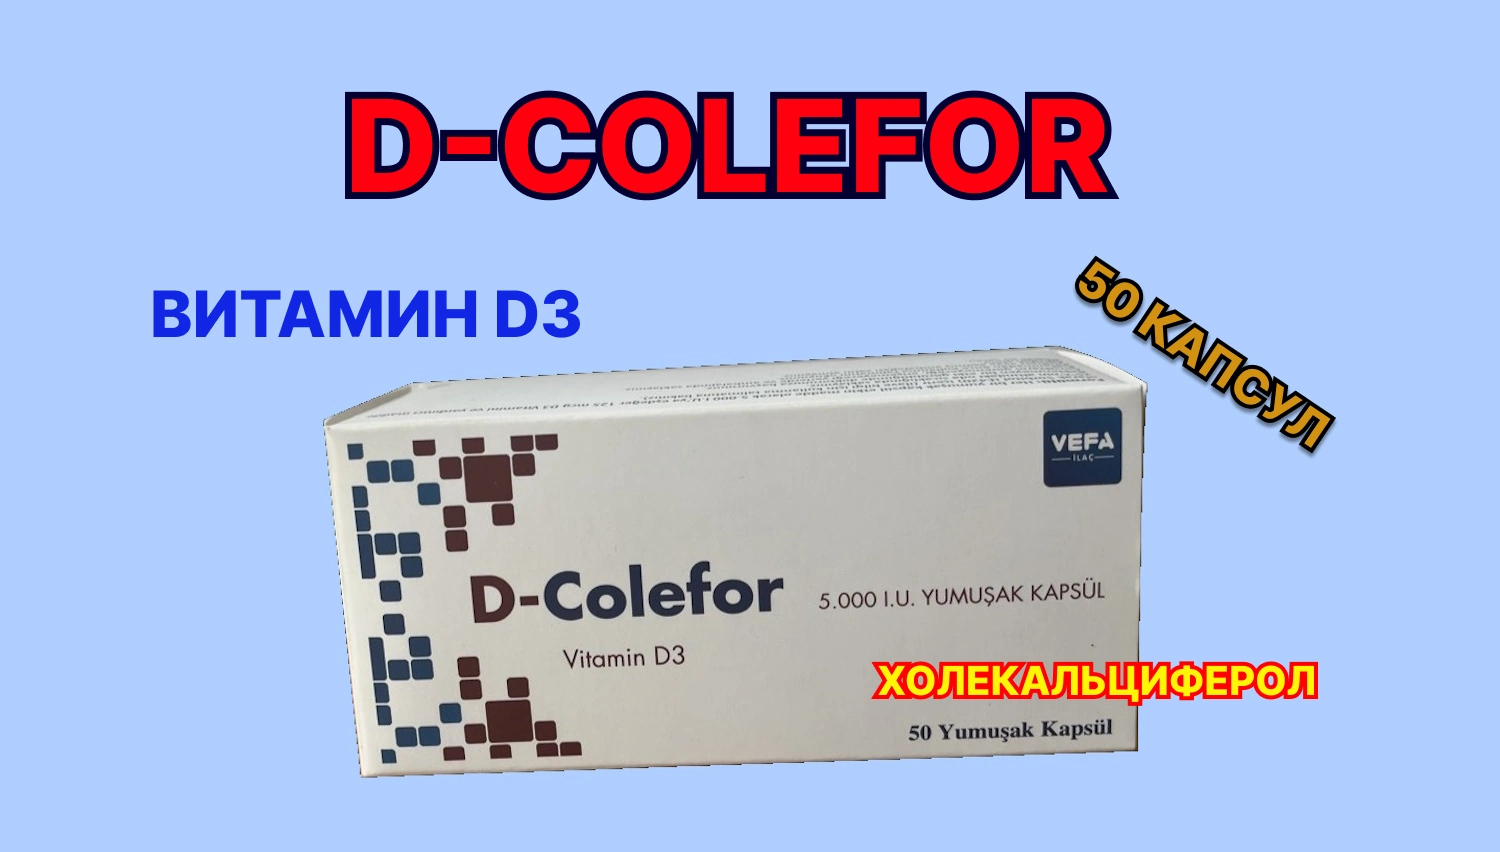 D-COLEFOR
ВИТАМИН D3
50 КАПСУЛ
VEFA
İLAÇ
D-Colefor
5.000 I.U. YUMUŞAK KAPSÜL
Vitamin D3
ХОЛЕКАЛЬЦИФЕРОЛ
50 Yumuşak Kapsül